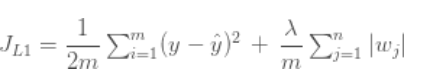 J_{L1} = \frac{1}{2m} \sum_{i=1}^{m} (y - \hat{y})^2 + \frac{\lambda}{m} \sum_{j=1}^{n} |w_j|